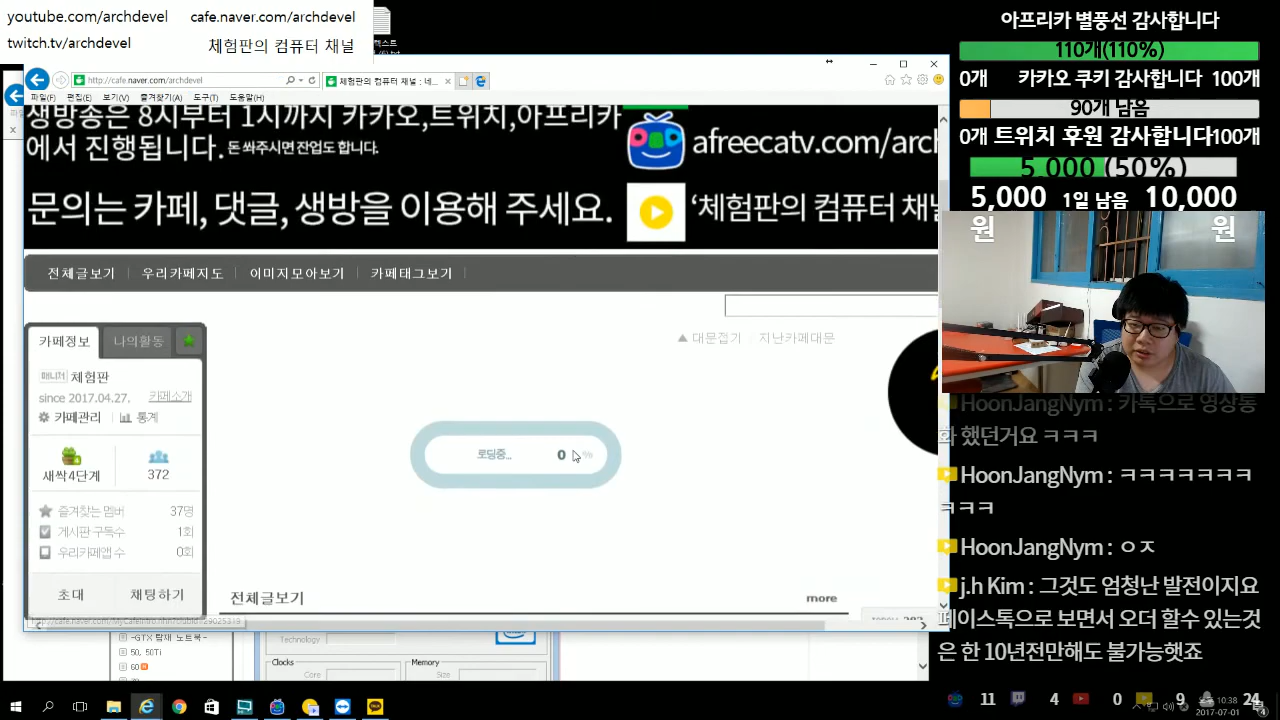 youtube.com/archdevel
cafe.naver.com/archdevel
twitch.tv/archdevel
체험판의 컴퓨터 채널
http://cafe.naver.com/archdevel
체험판의 컴퓨터 채널 : 네...
파일(F) 편집(E) 보기(V) 즐겨찾기(A) 도구(T) 도움말(H)
생방송은 8시부터 1시까지 카카오,트위치,아프리카
에서 진행됩니다. 돈 쏴주시면 잔업도 합니다.
afreecatv.com/arch
문의는 카페, 댓글, 생방을 이용해 주세요.
‘체험판의 컴퓨터 채널
전체글보기 우리카페지도 이미지모아보기 카페태그보기
카페정보 나의활동
▲ 대문접기 지난카페대문
매니저 체험판
since 2017.04.27. 카페소개
카페관리 통계
로딩중... 0 %
새싹4단계 372
즐겨찾는 멤버 37명
게시판 구독수 1회
우리카페앱 수 0회
초대 채팅하기
전체글보기 more
-GTX 탑재 노트북-
50, 50Ti
60
Technology
Clocks
Core
Memory
Size
아프리카 별풍선 감사합니다
110개(110%)
0개 카카오 쿠키 감사합니다 100개
90개 남음
0개 트위치 후원 감사합니다 100개
5,000 (50%)
5,000 1일 남음 10,000
원 원
HoonJangNym : 카톡으로 영상통
화 했던거요 ㅋㅋㅋ
HoonJangNym : ㅋㅋㅋㅋㅋㅋㅋ
ㅋㅋㅋ
HoonJangNym : ㅇㅈ
j.h Kim : 그것도 엄청난 발전이지요
페이스톡으로 보면서 오더 할수 있는것
은 한 10년전만해도 불가능햇죠
11 4 0 9 24
10:38
2017-07-01